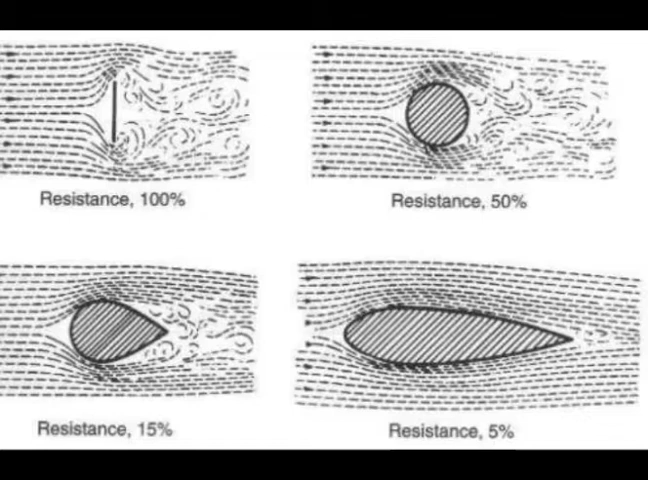 Resistance, 100%
Resistance, 50%
Resistance, 15%
Resistance, 5%